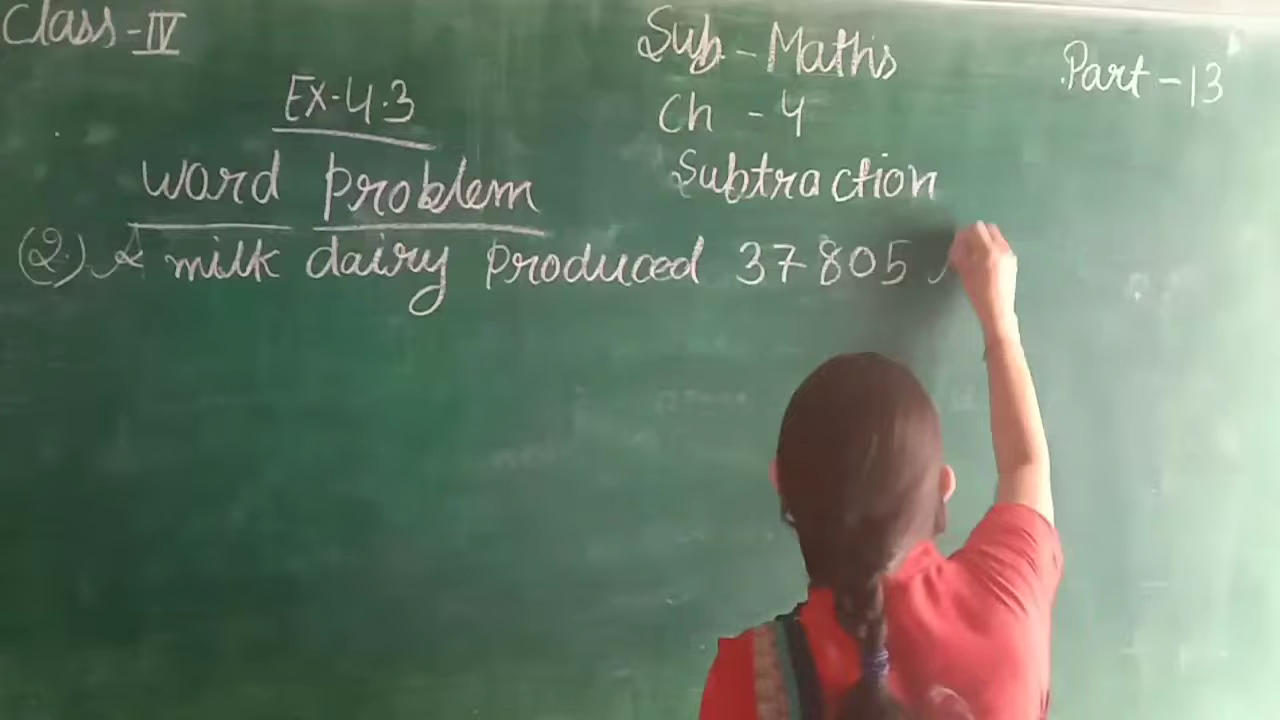 Class-IV
Sub-Maths
Part-13
Ex-4.3
Ch-4
word problem
Subtraction
(2.) A milk dairy produced 37805